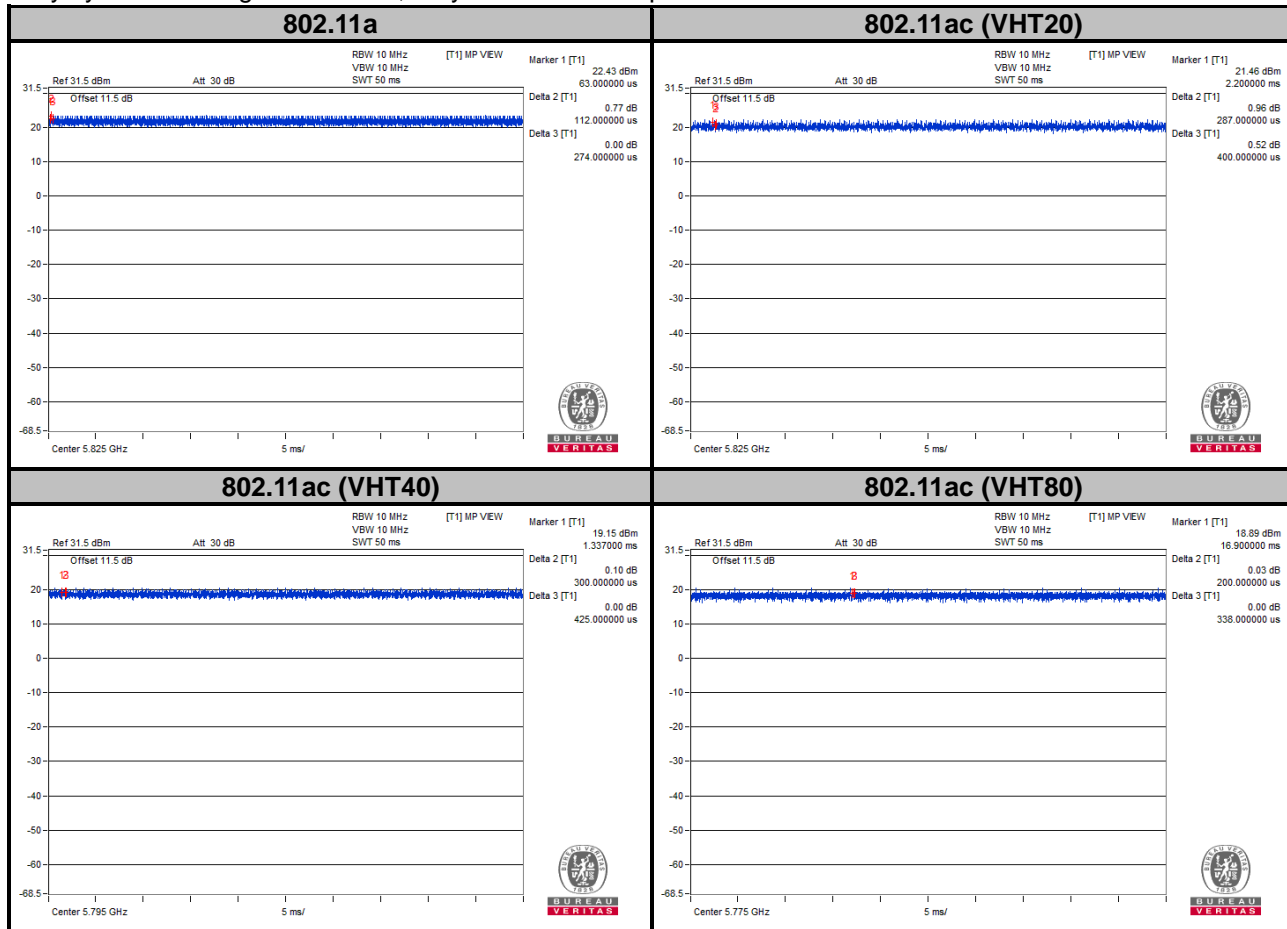 802.11a
RBW 10 MHz [T1] MP VIEW
VBW 10 MHz
Ref 31.5 dBm Att 30 dB SWT 50 ms
Marker 1 [T1]
22.43 dBm
63.000000 us
Delta 2 [T1]
0.77 dB
112.000000 us
Delta 3 [T1]
0.00 dB
274.000000 us
Offset 11.5 dB
31.5
20
10
0
-10
-20
-30
-40
-50
-60
-68.5
Center 5.825 GHz 5 ms/
BUREAU
VERITAS
802.11ac (VHT20)
RBW 10 MHz [T1] MP VIEW
VBW 10 MHz
Ref 31.5 dBm Att 30 dB SWT 50 ms
Marker 1 [T1]
21.46 dBm
2.200000 ms
Delta 2 [T1]
0.96 dB
287.000000 us
Delta 3 [T1]
0.52 dB
400.000000 us
Offset 11.5 dB
31.5
20
10
0
-10
-20
-30
-40
-50
-60
-68.5
Center 5.825 GHz 5 ms/
BUREAU
VERITAS
802.11ac (VHT40)
RBW 10 MHz [T1] MP VIEW
VBW 10 MHz
Ref 31.5 dBm Att 30 dB SWT 50 ms
Marker 1 [T1]
19.15 dBm
1.337000 ms
Delta 2 [T1]
0.10 dB
300.000000 us
Delta 3 [T1]
0.00 dB
425.000000 us
Offset 11.5 dB
31.5
20
10
0
-10
-20
-30
-40
-50
-60
-68.5
Center 5.795 GHz 5 ms/
BUREAU
VERITAS
802.11ac (VHT80)
RBW 10 MHz [T1] MP VIEW
VBW 10 MHz
Ref 31.5 dBm Att 30 dB SWT 50 ms
Marker 1 [T1]
18.89 dBm
16.900000 ms
Delta 2 [T1]
0.03 dB
200.000000 us
Delta 3 [T1]
0.00 dB
338.000000 us
Offset 11.5 dB
31.5
20
10
0
-10
-20
-30
-40
-50
-60
-68.5
Center 5.775 GHz 5 ms/
BUREAU
VERITAS